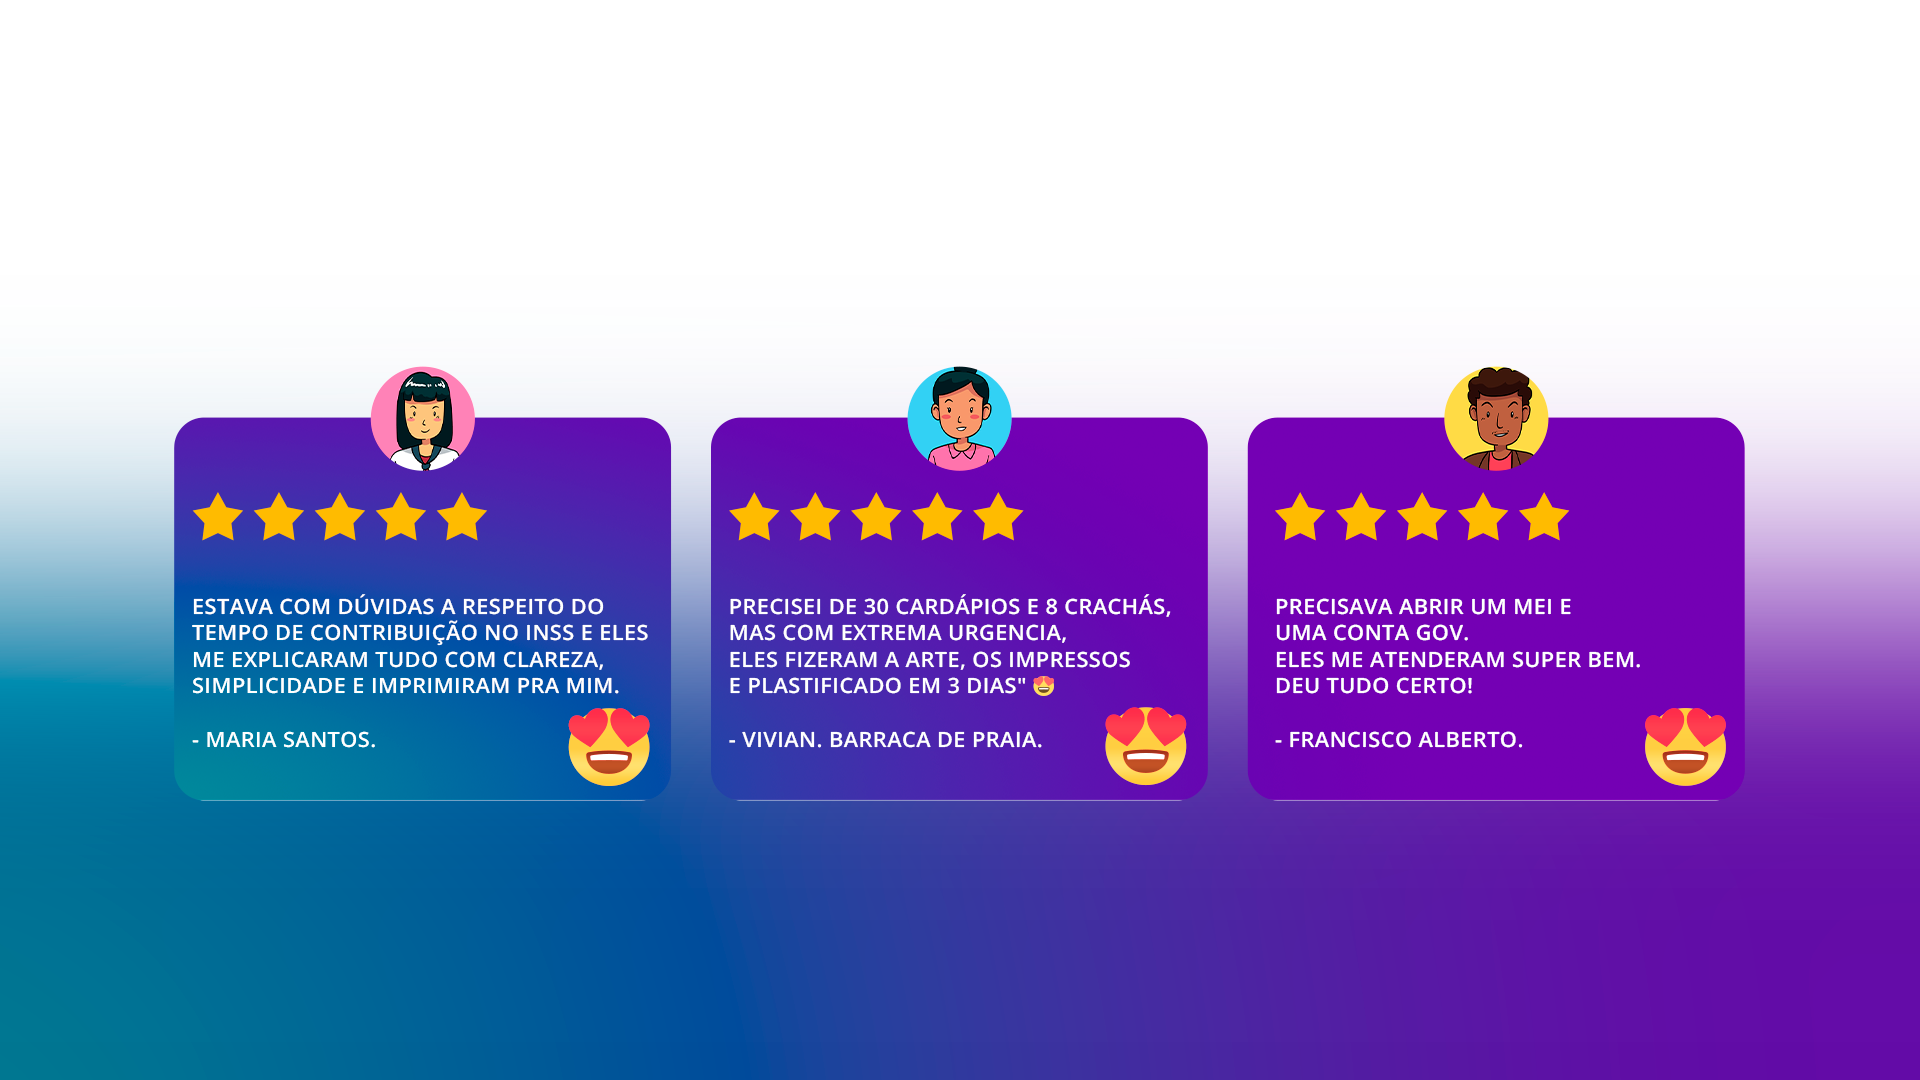 ESTAVA COM DÚVIDAS A RESPEITO DO
TEMPO DE CONTRIBUIÇÃO NO INSS E ELES
ME EXPLICARAM TUDO COM CLAREZA,
SIMPLICIDADE E IMPRIMIRAM PRA MIM.
- MARIA SANTOS.
PRECISEI DE 30 CARDÁPIOS E 8 CRACHÁS,
MAS COM EXTREMA URGENCIA,
ELES FIZERAM A ARTE, OS IMPRESSOS
E PLASTIFICADO EM 3 DIAS" 😍
- VIVIAN. BARRACA DE PRAIA.
PRECISAVA ABRIR UM MEI E
UMA CONTA GOV.
ELES ME ATENDERAM SUPER BEM.
DEU TUDO CERTO!
- FRANCISCO ALBERTO.